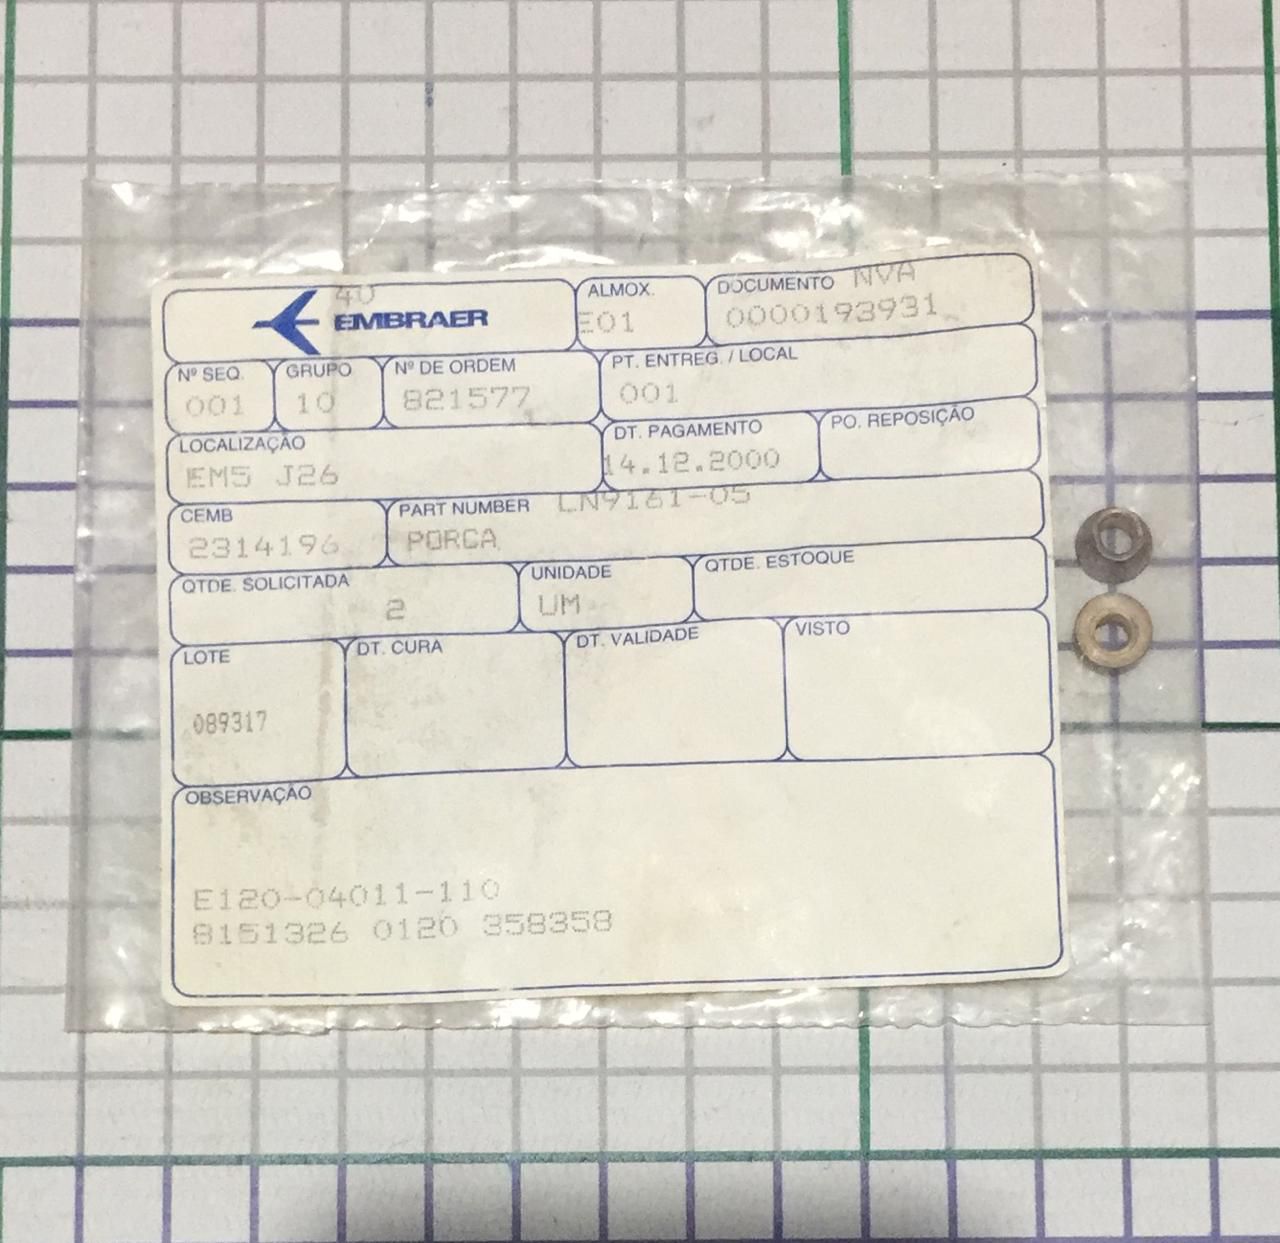 40
EMBRAER
ALMOX.
E01
DOCUMENTO NVA
0000193931
Nº SEQ.
001
GRUPO
10
Nº DE ORDEM
821577
PT. ENTREG. / LOCAL
001
LOCALIZAÇÃO
EM5 J26
DT. PAGAMENTO
14.12.2000
PO. REPOSIÇÃO
CEMB
2314196
PART NUMBER LN9161-05
PORCA
QTDE. SOLICITADA
2
UNIDADE
UM
QTDE. ESTOQUE
LOTE
089317
DT. CURA
DT. VALIDADE
VISTO
OBSERVAÇÃO
E120-04011-110
8151326 0120 358358